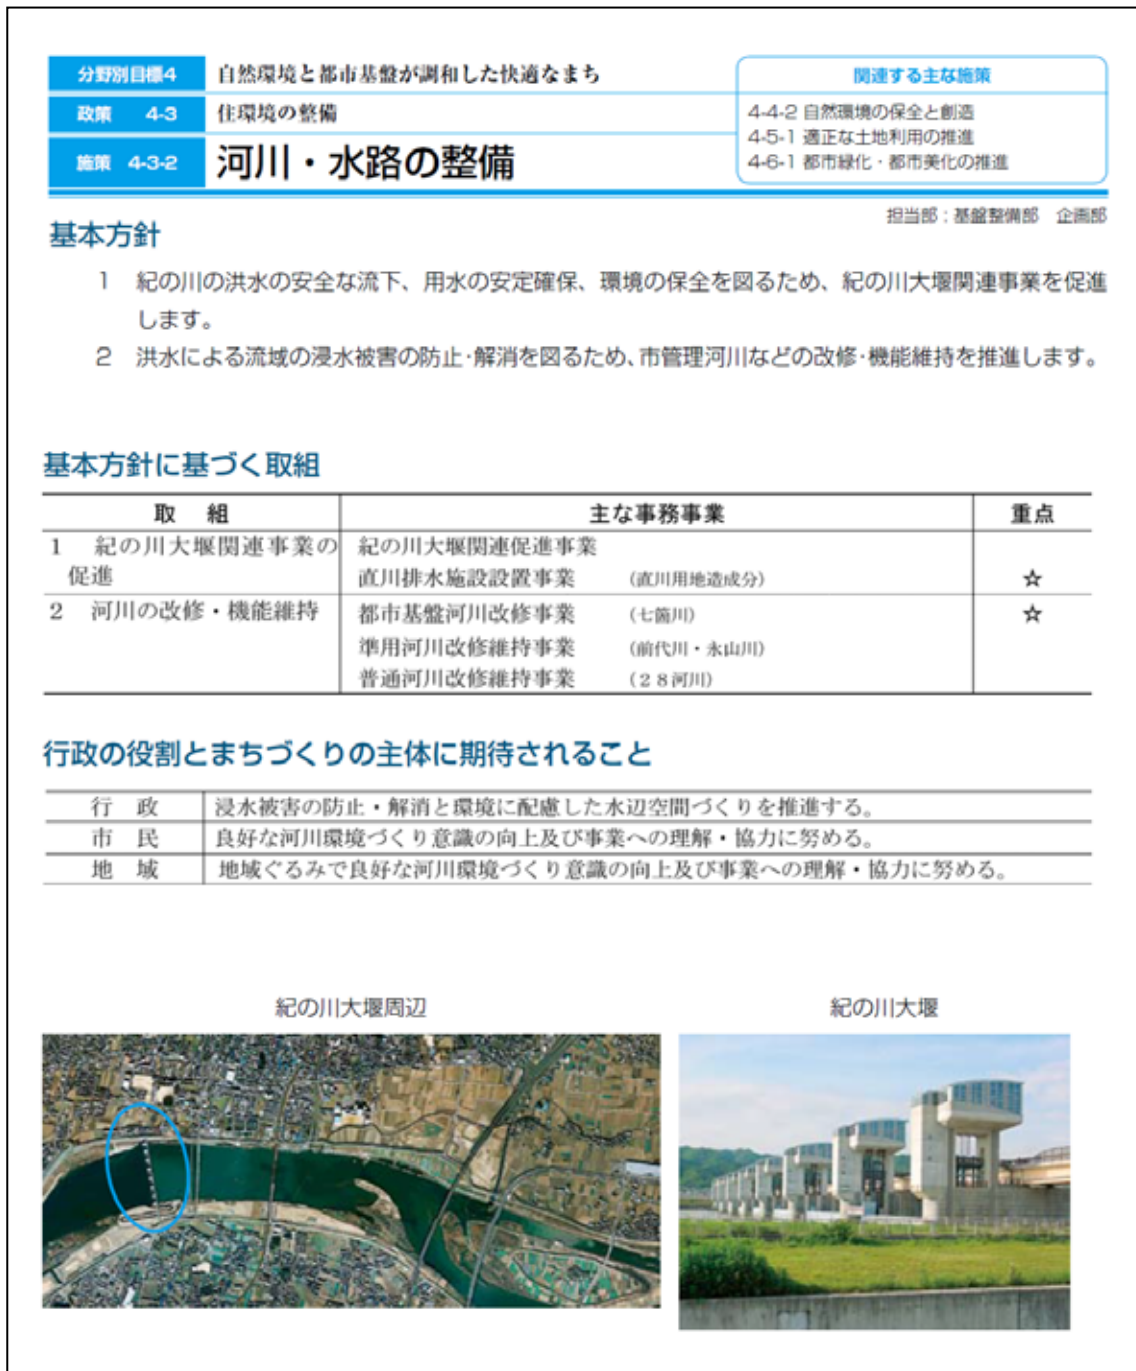 分野別目標4 自然環境と都市基盤が調和した快適なまち
政策 4-3 住環境の整備
施策 4-3-2 河川・水路の整備
関連する主な施策
4-4-2 自然環境の保全と創造
4-5-1 適正な土地利用の推進
4-6-1 都市緑化・都市美化の推進
担当部：基盤整備部 企画部
基本方針
1 紀の川の洪水の安全な流下、用水の安定確保、環境の保全を図るため、紀の川大堰関連事業を促進
します。
2 洪水による流域の浸水被害の防止・解消を図るため、市管理河川などの改修・機能維持を推進します。
基本方針に基づく取組
取 組 主な事務事業 重点
1 紀の川大堰関連事業の 紀の川大堰関連促進事業
促進 直川排水施設設置事業 （直川用地造成分） ☆
2 河川の改修・機能維持 都市基盤河川改修事業 （七箇川） ☆
準用河川改修維持事業 （前代川・永山川）
普通河川改修維持事業 （２８河川）
行政の役割とまちづくりの主体に期待されること
行 政 浸水被害の防止・解消と環境に配慮した水辺空間づくりを推進する。
市 民 良好な河川環境づくり意識の向上及び事業への理解・協力に努める。
地 域 地域ぐるみで良好な河川環境づくり意識の向上及び事業への理解・協力に努める。
紀の川大堰周辺
紀の川大堰